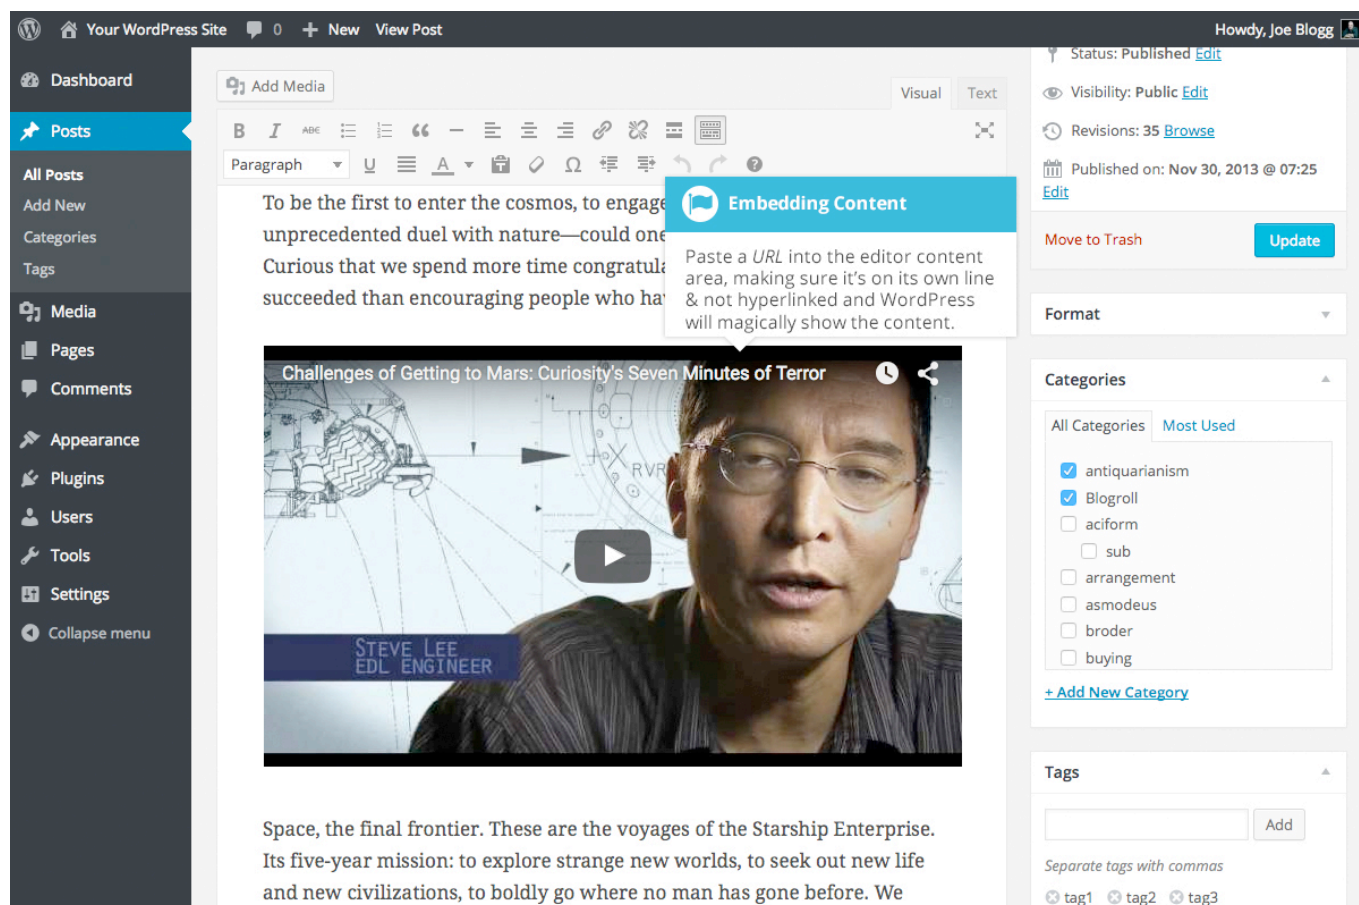 Your WordPress Site 0 New View Post Howdy, Joe Blogg
Dashboard
Posts
All Posts
Add New
Categories
Tags
Media
Pages
Comments
Appearance
Plugins
Users
Tools
Settings
Collapse menu
Add Media
Visual Text
B I ABC
Paragraph U A T Ω ?
To be the first to enter the cosmos, to engage
unprecedented duel with nature—could one
Curious that we spend more time congratula
succeeded than encouraging people who hav
Embedding Content
Paste a URL into the editor content
area, making sure it's on its own line
& not hyperlinked and WordPress
will magically show the content.
Challenges of Getting to Mars: Curiosity's Seven Minutes of Terror
RVR
STEVE LEE
EDL ENGINEER
Space, the final frontier. These are the voyages of the Starship Enterprise.
Its five-year mission: to explore strange new worlds, to seek out new life
and new civilizations, to boldly go where no man has gone before. We
Status: Published Edit
Visibility: Public Edit
Revisions: 35 Browse
Published on: Nov 30, 2013 @ 07:25
Edit
Move to Trash Update
Format
Categories
All Categories Most Used
antiquarianism
Blogroll
aciform
sub
arrangement
asmodeus
broder
buying
+ Add New Category
Tags
Add
Separate tags with commas
tag1 tag2 tag3